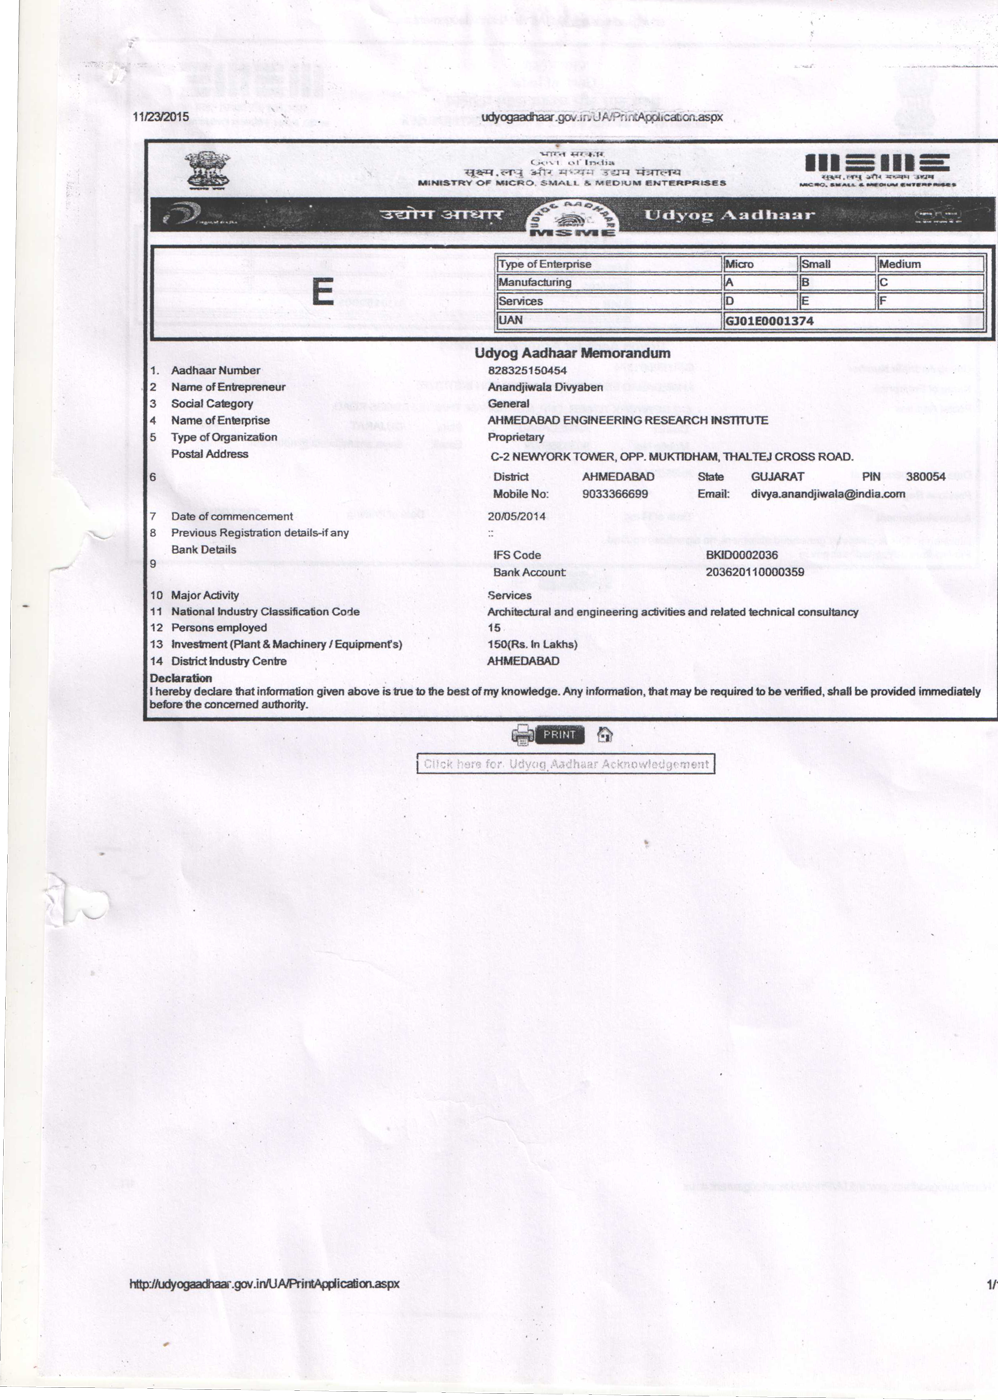 11/23/2015 udyogaadhaar.gov.in/UA/PrintApplication.aspx
भारत सरकार
Govt. of India
सूक्ष्म, लघु और मध्यम उद्यम मंत्रालय
MINISTRY OF MICRO, SMALL & MEDIUM ENTERPRISES
MSME
सूक्ष्म, लघु और मध्यम उद्यम
MICRO, SMALL & MEDIUM ENTERPRISES
उद्योग आधार UDYOG AADHAAR MSME Udyog Aadhaar
E
Type of Enterprise Micro Small Medium
Manufacturing A B C
Services D E F
UAN GJ01E0001374
Udyog Aadhaar Memorandum
1. Aadhaar Number 828325150454
2 Name of Entrepreneur Anandjiwala Divyaben
3 Social Category General
4 Name of Enterprise AHMEDABAD ENGINEERING RESEARCH INSTITUTE
5 Type of Organization Proprietary
Postal Address C-2 NEWYORK TOWER, OPP. MUKTIDHAM, THALTEJ CROSS ROAD.
6 District AHMEDABAD State GUJARAT PIN 380054
Mobile No: 9033366699 Email: divya.anandjiwala@india.com
7 Date of commencement 20/05/2014
8 Previous Registration details-if any ::
Bank Details
9 IFS Code BKID0002036
Bank Account: 203620110000359
10 Major Activity Services
11 National Industry Classification Code Architectural and engineering activities and related technical consultancy
12 Persons employed 15
13 Investment (Plant & Machinery / Equipment's) 150(Rs. In Lakhs)
14 District Industry Centre AHMEDABAD
Declaration
I hereby declare that information given above is true to the best of my knowledge. Any information, that may be required to be verified, shall be provided immediately
before the concerned authority.
PRINT
Click here for Udyog Aadhaar Acknowledgement
http://udyogaadhaar.gov.in/UA/PrintApplication.aspx 1/